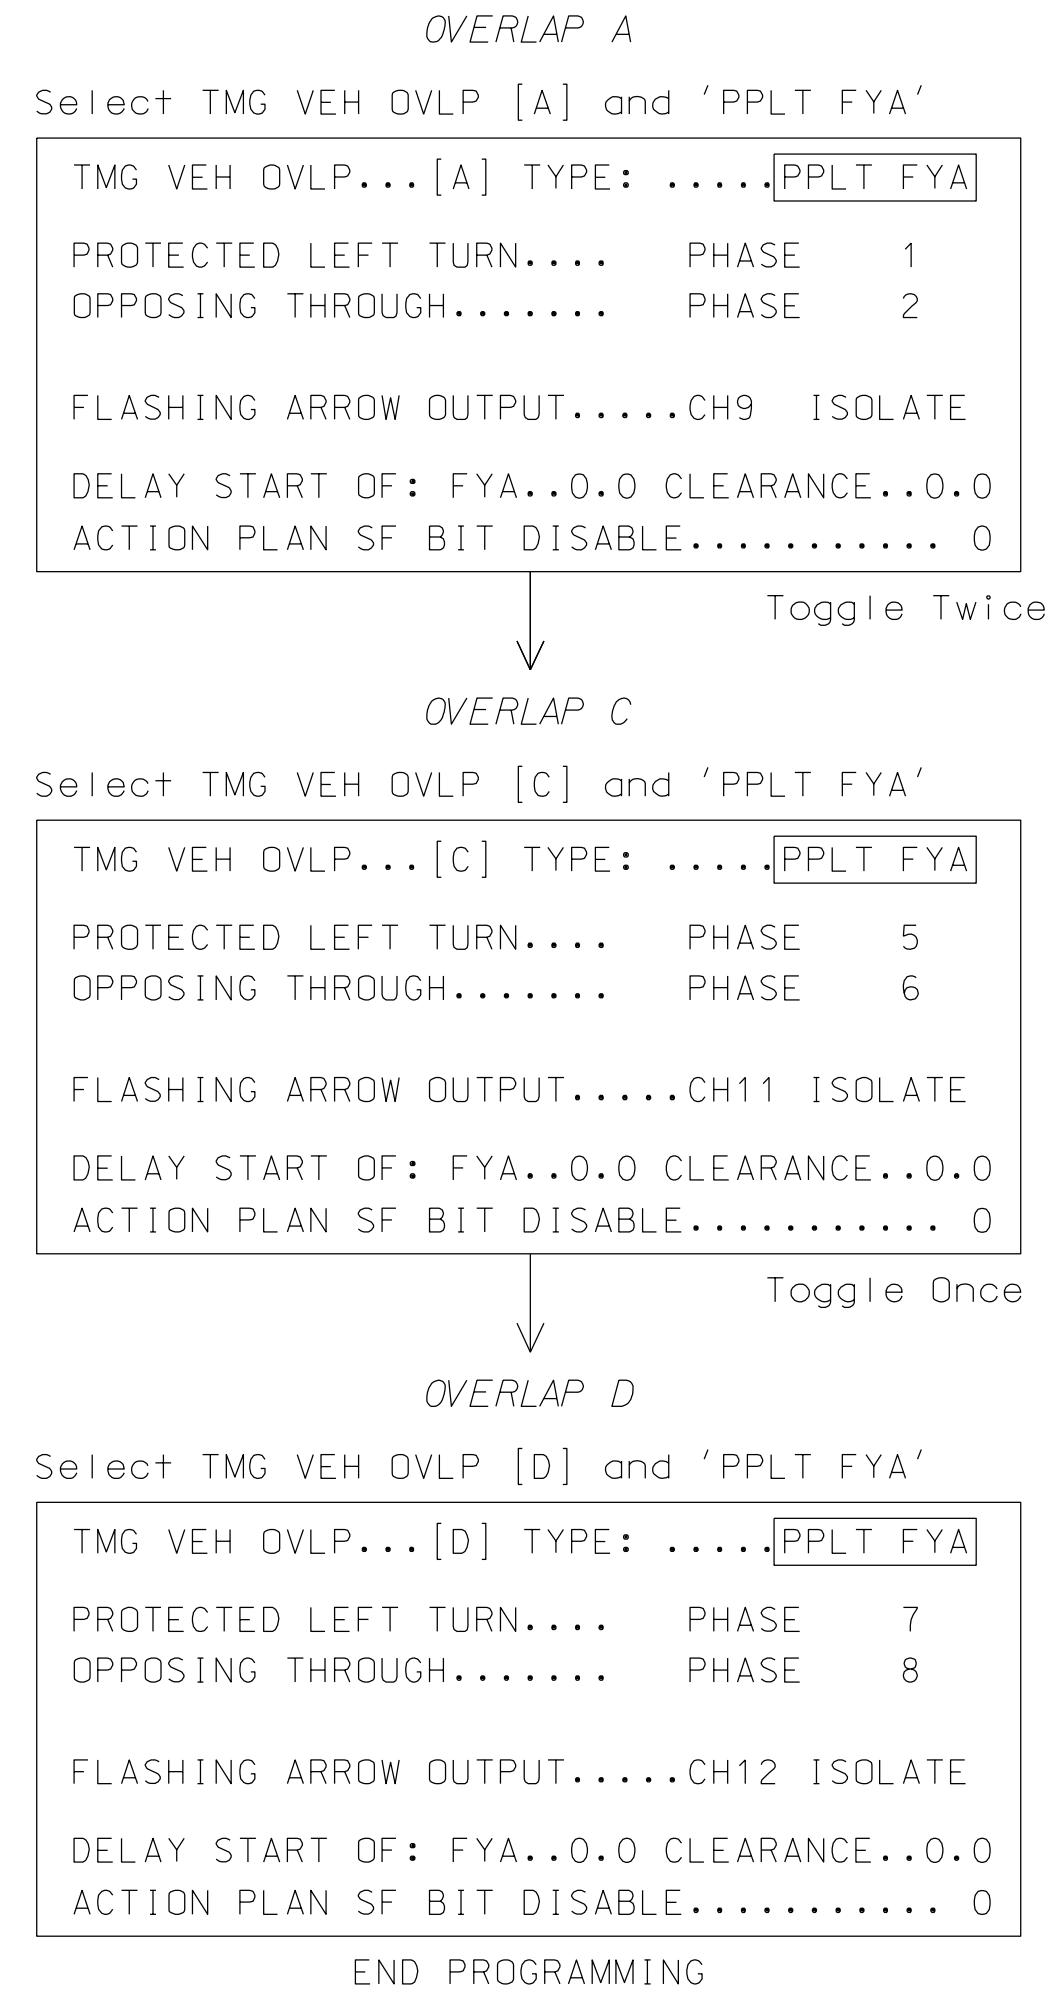 OVERLAP A
Select TMG VEH OVLP [A] and 'PPLT FYA'
TMG VEH OVLP...[A] TYPE: .....PPLT FYA
PROTECTED LEFT TURN.... PHASE 1
OPPOSING THROUGH....... PHASE 2
FLASHING ARROW OUTPUT.....CH9 ISOLATE
DELAY START OF: FYA..0.0 CLEARANCE..0.0
ACTION PLAN SF BIT DISABLE........... 0
Toggle Twice
OVERLAP C
Select TMG VEH OVLP [C] and 'PPLT FYA'
TMG VEH OVLP...[C] TYPE: .....PPLT FYA
PROTECTED LEFT TURN.... PHASE 5
OPPOSING THROUGH....... PHASE 6
FLASHING ARROW OUTPUT.....CH11 ISOLATE
DELAY START OF: FYA..0.0 CLEARANCE..0.0
ACTION PLAN SF BIT DISABLE........... 0
Toggle Once
OVERLAP D
Select TMG VEH OVLP [D] and 'PPLT FYA'
TMG VEH OVLP...[D] TYPE: .....PPLT FYA
PROTECTED LEFT TURN.... PHASE 7
OPPOSING THROUGH....... PHASE 8
FLASHING ARROW OUTPUT.....CH12 ISOLATE
DELAY START OF: FYA..0.0 CLEARANCE..0.0
ACTION PLAN SF BIT DISABLE........... 0
END PROGRAMMING